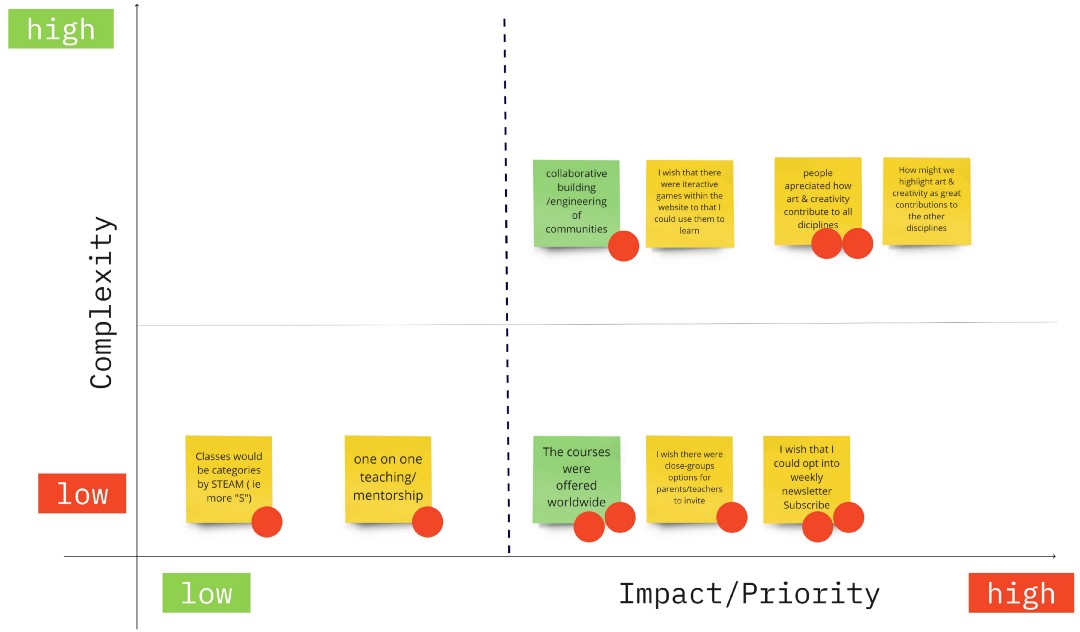 high
collaborative
building
/engineering
of
communities
I wish that there
were iteractive
games within the
website to that I
could use them to
learn
people
apreciated how
art & creativity
contribute to all
diciplines
How might we
highlight art &
creativity as great
contributions to
the other
disciplines
Complexity
Classes would
be categories
by STEAM ( ie
more "S")
one on one
teaching/
mentorship
The courses
were
offered
worldwide
I wish there were
close-groups
options for
parents/teachers
to invite
I wish that I
could opt into
weekly
newsletter
Subscribe
low
low
Impact/Priority
high